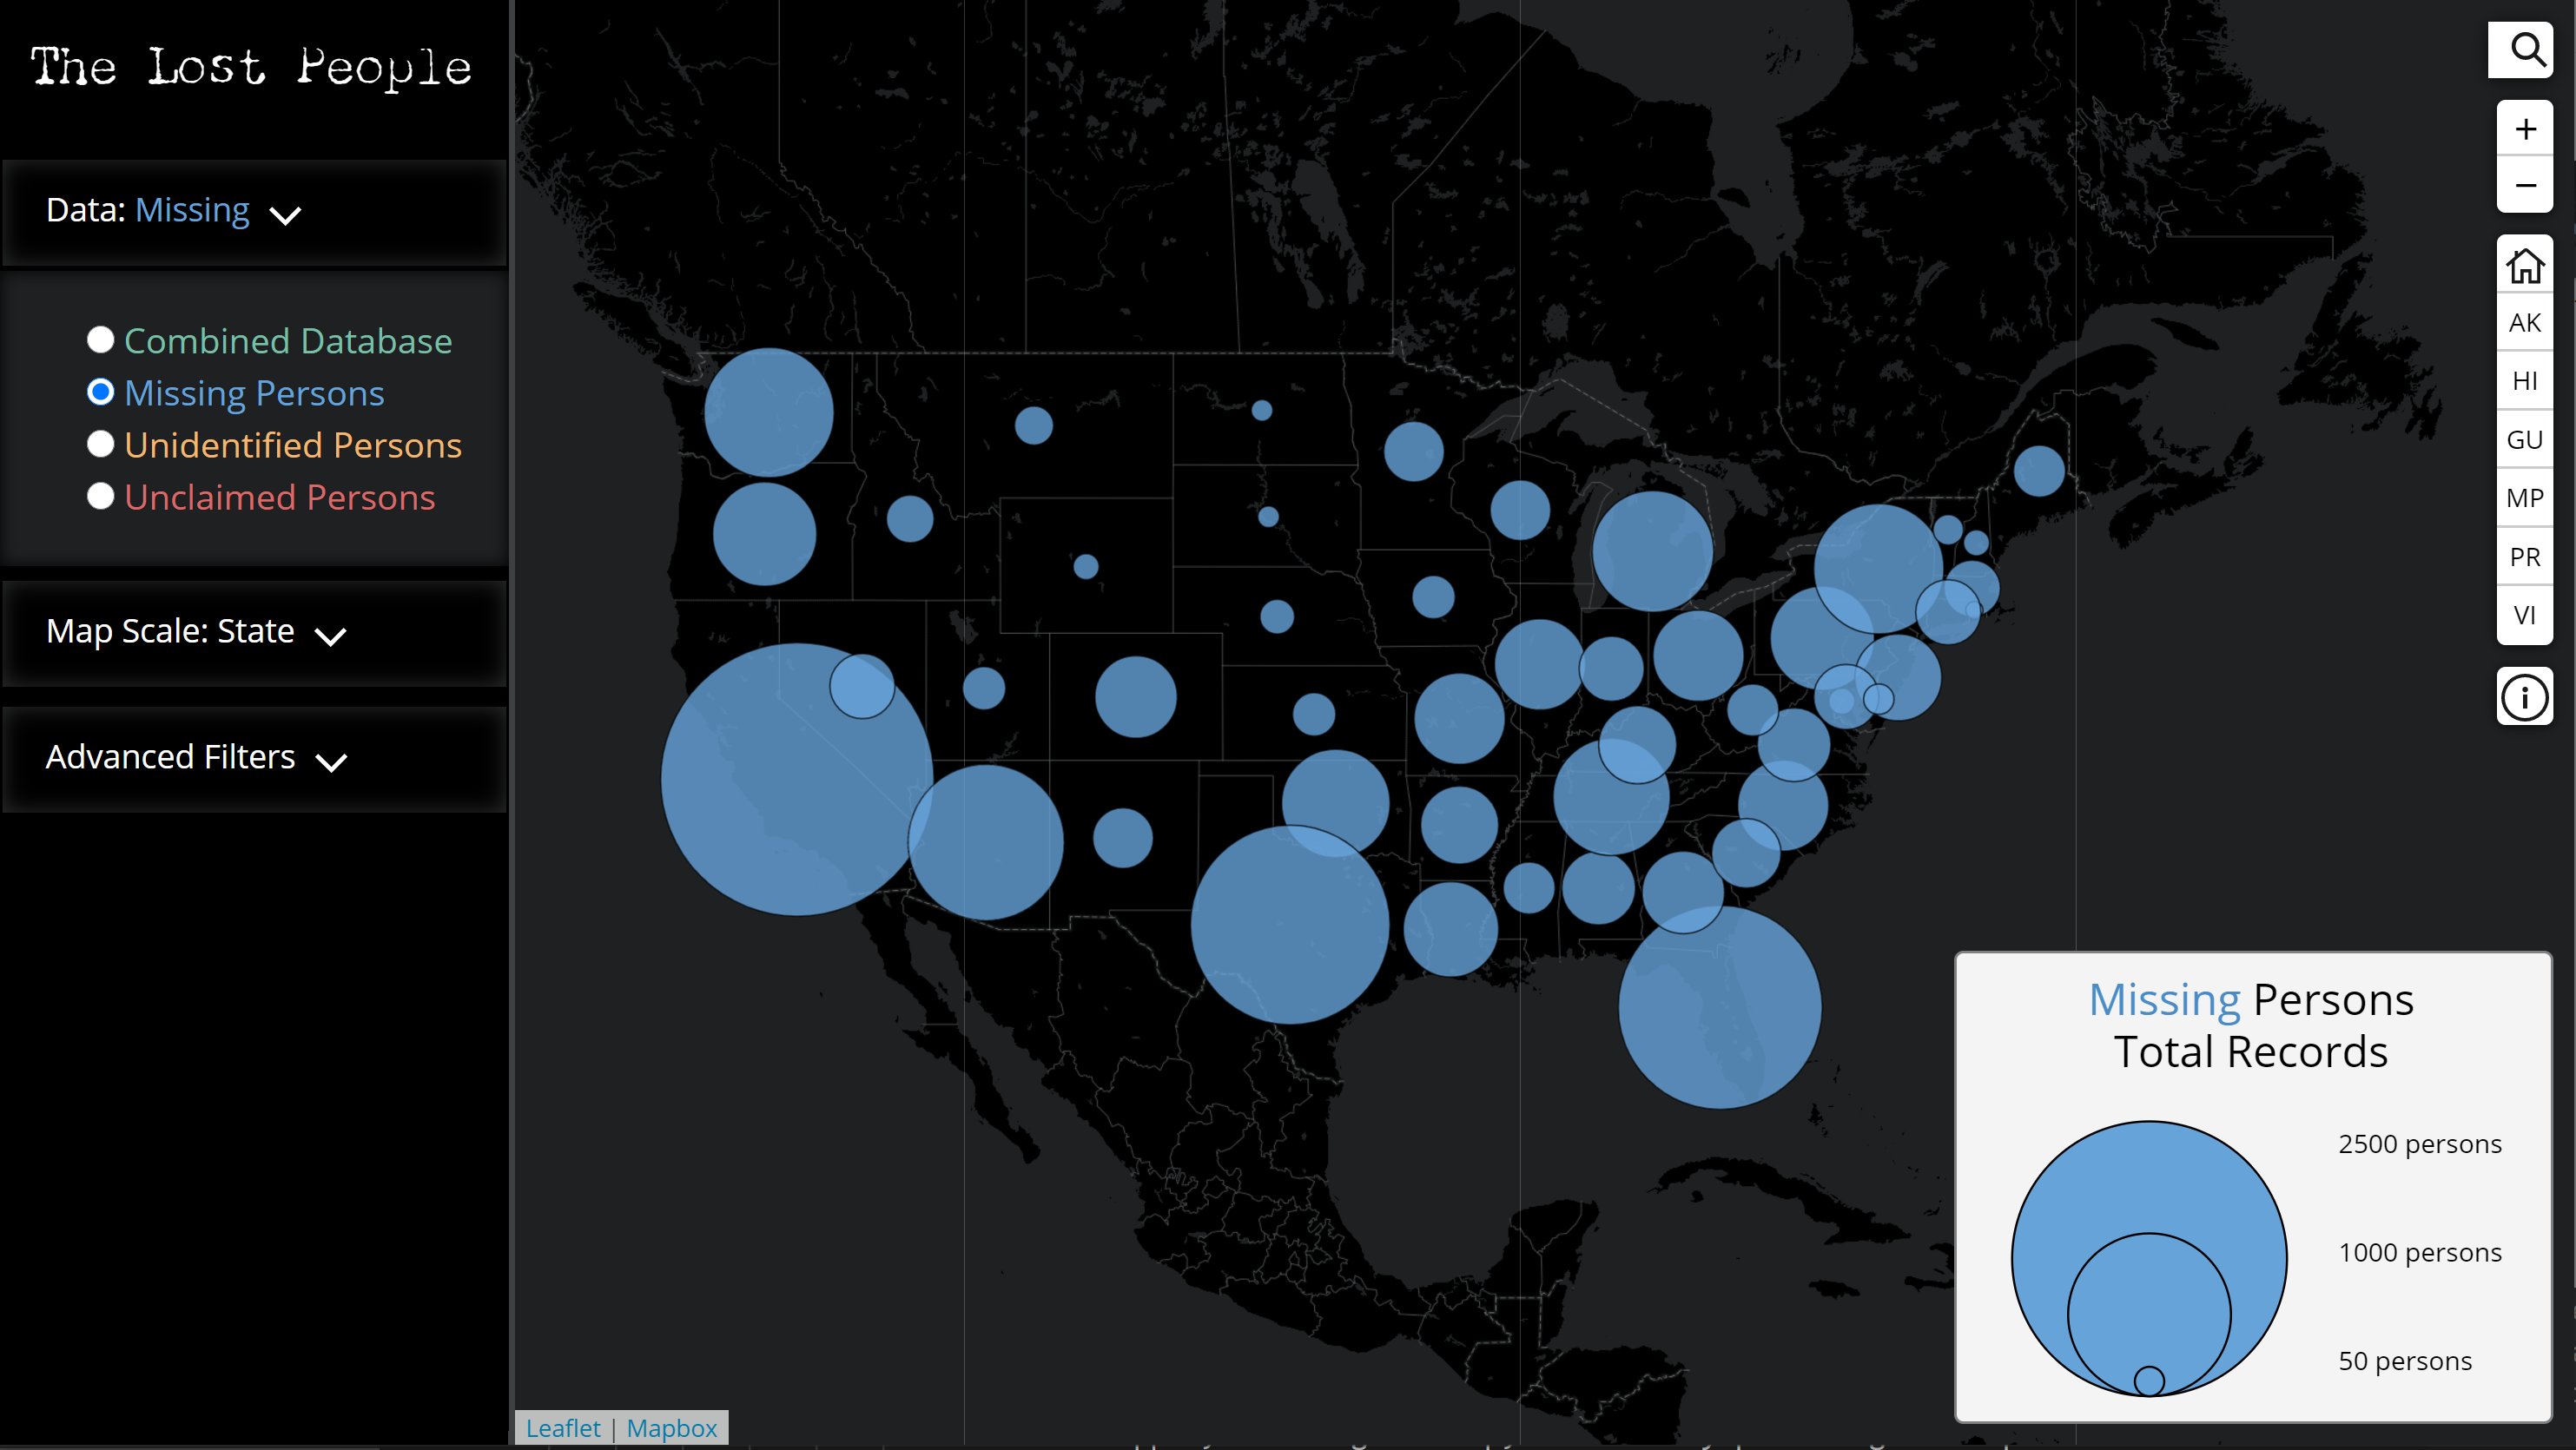 The Lost People
Data: Missing
Combined Database
Missing Persons
Unidentified Persons
Unclaimed Persons
Map Scale: State
Advanced Filters
+
−
AK
HI
GU
MP
PR
VI
i
Missing Persons
Total Records
2500 persons
1000 persons
50 persons
Leaflet | Mapbox